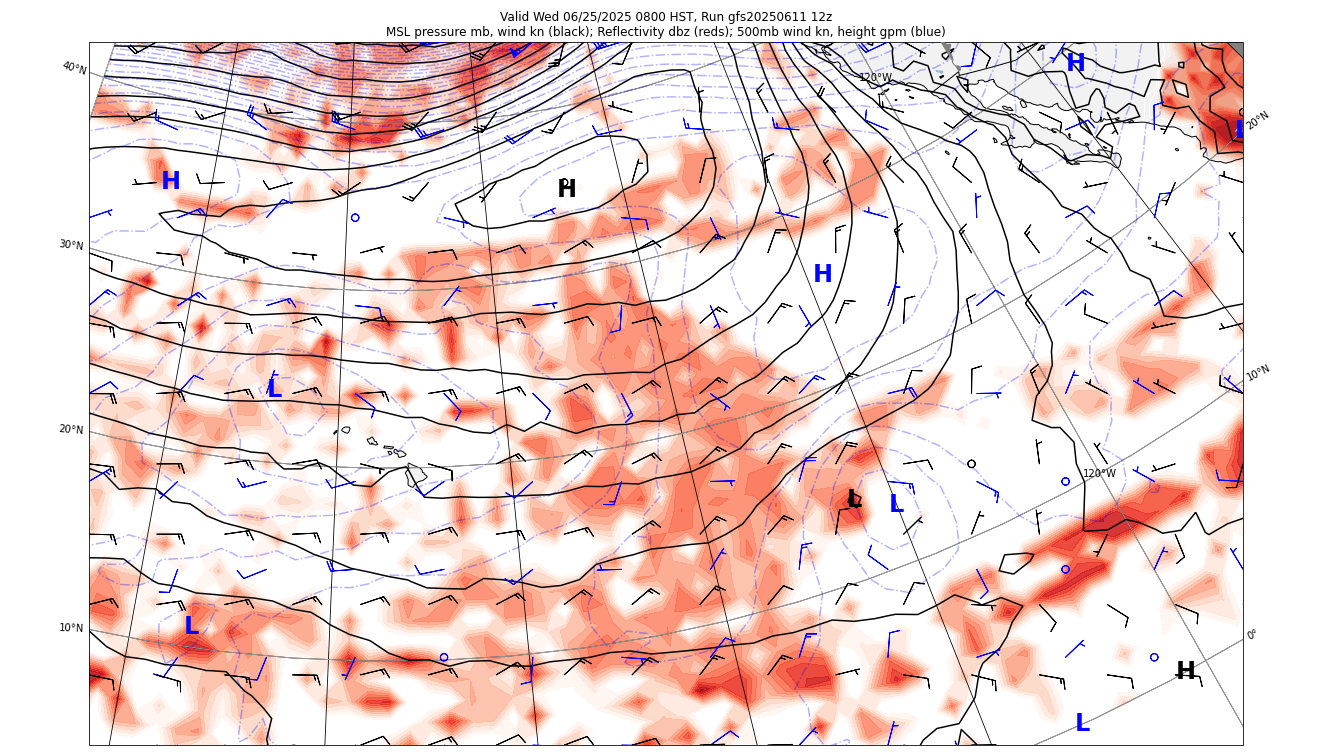 Valid Wed 06/25/2025 0800 HST, Run gfs20250611 12z
MSL pressure mb, wind kn (black); Reflectivity dbz (reds); 500mb wind kn, height gpm (blue)
40°N
120°W
H
20°N
L
H
H
30°N
H
10°N
L
20°N
120°W
L
L
10°N
L
0°
H
L